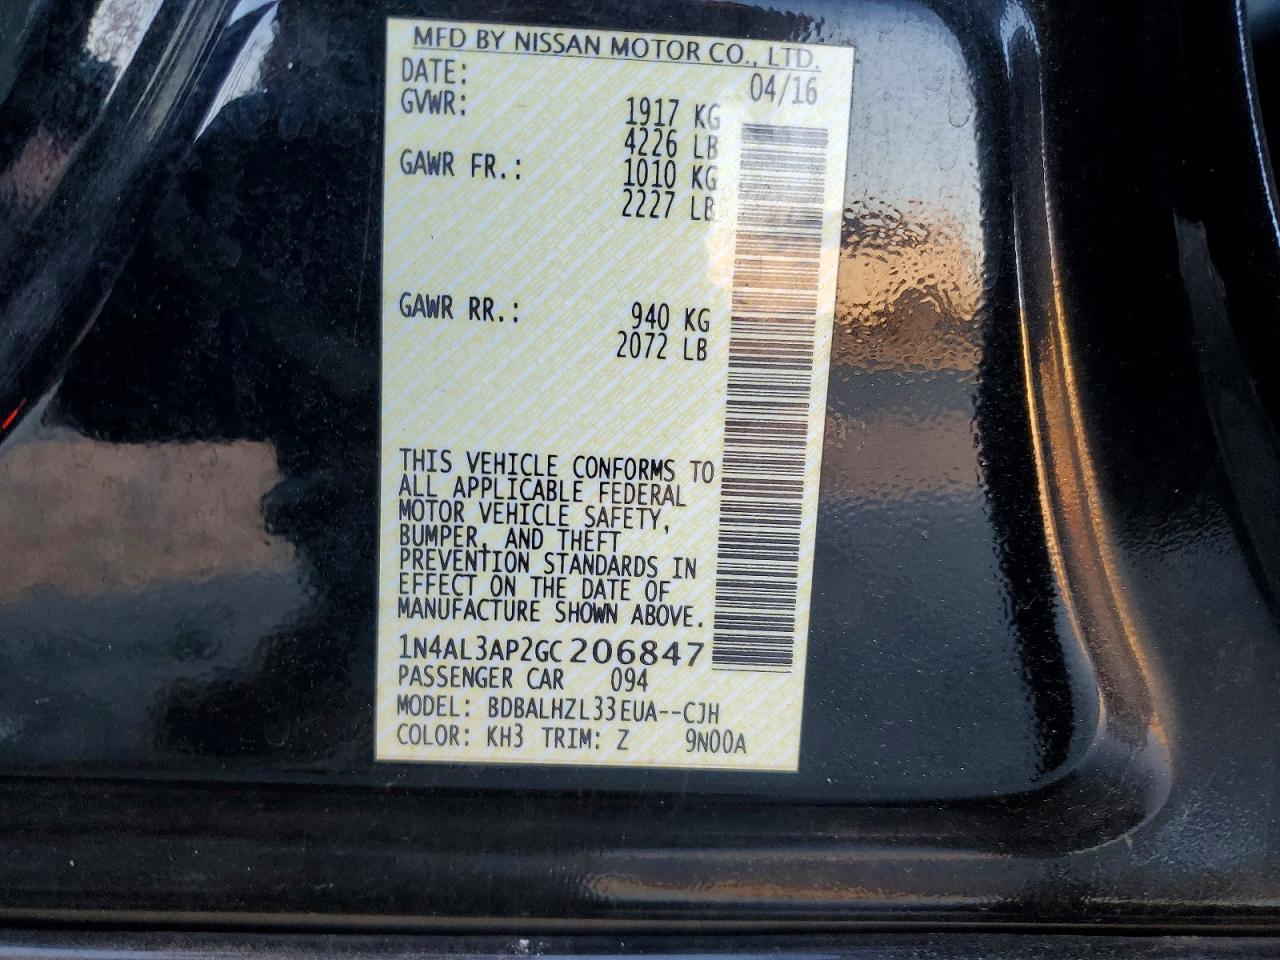 MFD BY NISSAN MOTOR CO., LTD.
DATE: 04/16
GVWR: 1917 KG
4226 LB
GAWR FR.: 1010 KG
2227 LB
GAWR RR.: 940 KG
2072 LB
THIS VEHICLE CONFORMS TO
ALL APPLICABLE FEDERAL
MOTOR VEHICLE SAFETY,
BUMPER, AND THEFT
PREVENTION STANDARDS IN
EFFECT ON THE DATE OF
MANUFACTURE SHOWN ABOVE.
1N4AL3AP2GC206847
PASSENGER CAR 094
MODEL: BDBALHZL33EUA--CJH
COLOR: KH3 TRIM: Z 9N00A